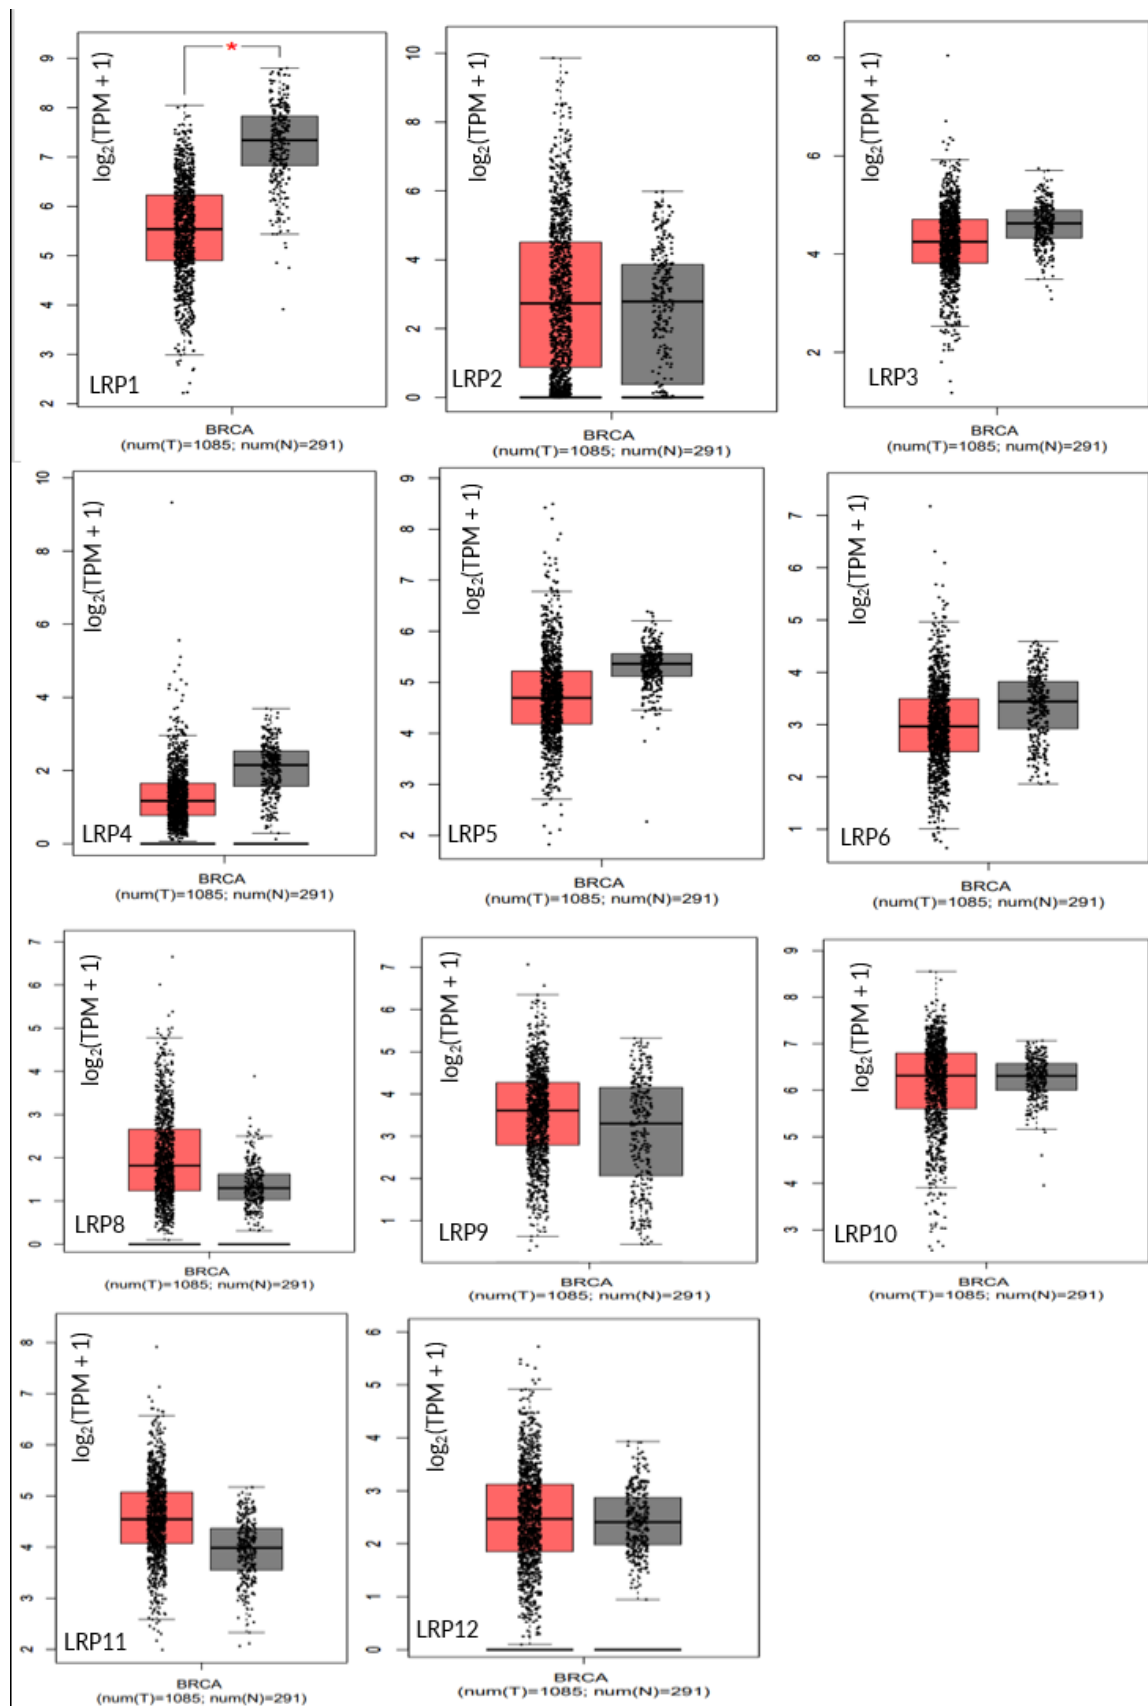 *
log₂(TPM + 1)
9
8
7
6
5
4
3
2
LRP1
BRCA
(num(T)=1085; num(N)=291)
log₂(TPM + 1)
10
8
6
4
2
0
LRP2
BRCA
(num(T)=1085; num(N)=291)
log₂(TPM + 1)
8
6
4
2
LRP3
BRCA
(num(T)=1085; num(N)=291)
log₂(TPM + 1)
10
8
6
4
2
0
LRP4
BRCA
(num(T)=1085; num(N)=291)
log₂(TPM + 1)
9
8
7
6
5
4
3
2
LRP5
BRCA
(num(T)=1085; num(N)=291)
log₂(TPM + 1)
7
6
5
4
3
2
1
LRP6
BRCA
(num(T)=1085; num(N)=291)
log₂(TPM + 1)
7
6
5
4
3
2
1
0
LRP8
BRCA
(num(T)=1085; num(N)=291)
log₂(TPM + 1)
7
6
5
4
3
2
1
LRP9
BRCA
(num(T)=1085; num(N)=291)
log₂(TPM + 1)
9
8
7
6
5
4
3
LRP10
BRCA
(num(T)=1085; num(N)=291)
log₂(TPM + 1)
8
7
6
5
4
3
2
LRP11
BRCA
(num(T)=1085; num(N)=291)
log₂(TPM + 1)
6
5
4
3
2
1
0
LRP12
BRCA
(num(T)=1085; num(N)=291)